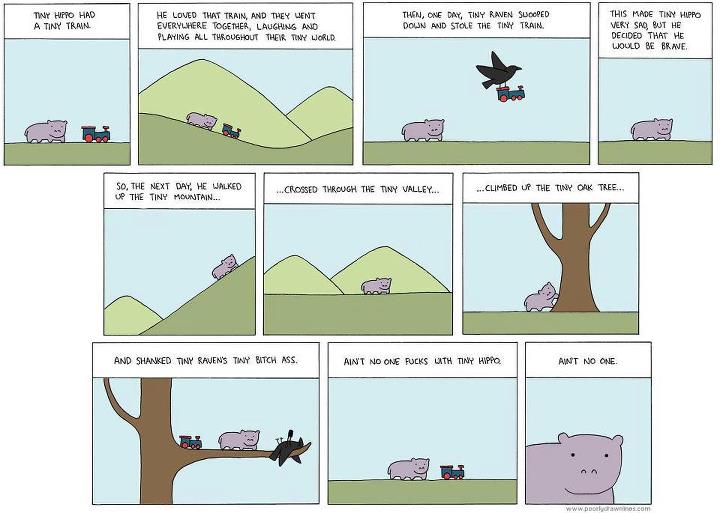 TINY HIPPO HAD
A TINY TRAIN.
HE LOVED THAT TRAIN, AND THEY WENT
EVERYWHERE TOGETHER, LAUGHING AND
PLAYING ALL THROUGHOUT THEIR TINY WORLD.
THEN, ONE DAY, TINY RAVEN SWOOPED
DOWN AND STOLE THE TINY TRAIN.
THIS MADE TINY HIPPO
VERY SAD, BUT HE
DECIDED THAT HE
WOULD BE BRAVE.
SO, THE NEXT DAY, HE WALKED
UP THE TINY MOUNTAIN...
...CROSSED THROUGH THE TINY VALLEY...
...CLIMBED UP THE TINY OAK TREE...
AND SHANKED TINY RAVEN'S TINY BITCH ASS.
AIN'T NO ONE FUCKS WITH TINY HIPPO.
AIN'T NO ONE.
www.poorlydrawnlines.com